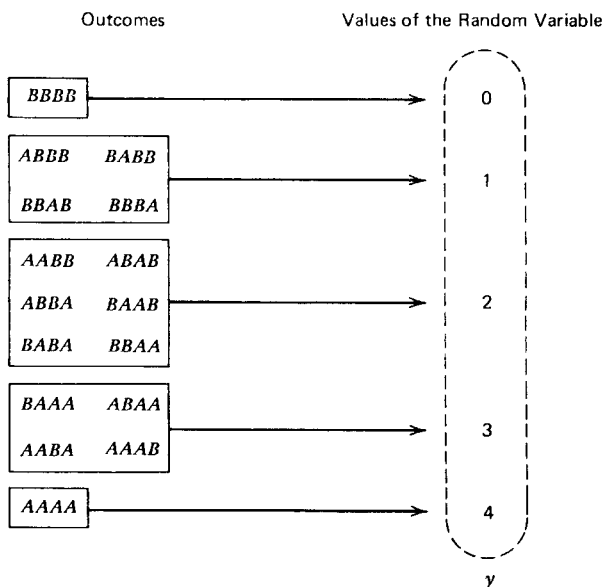 Outcomes Values of the Random Variable
BBBB 0
ABBB BABB
1
BBAB BBBA
AABB ABAB
ABBA BAAB 2
BABA BBAA
BAAA ABAA
3
AABA AAAB
AAAA 4
y